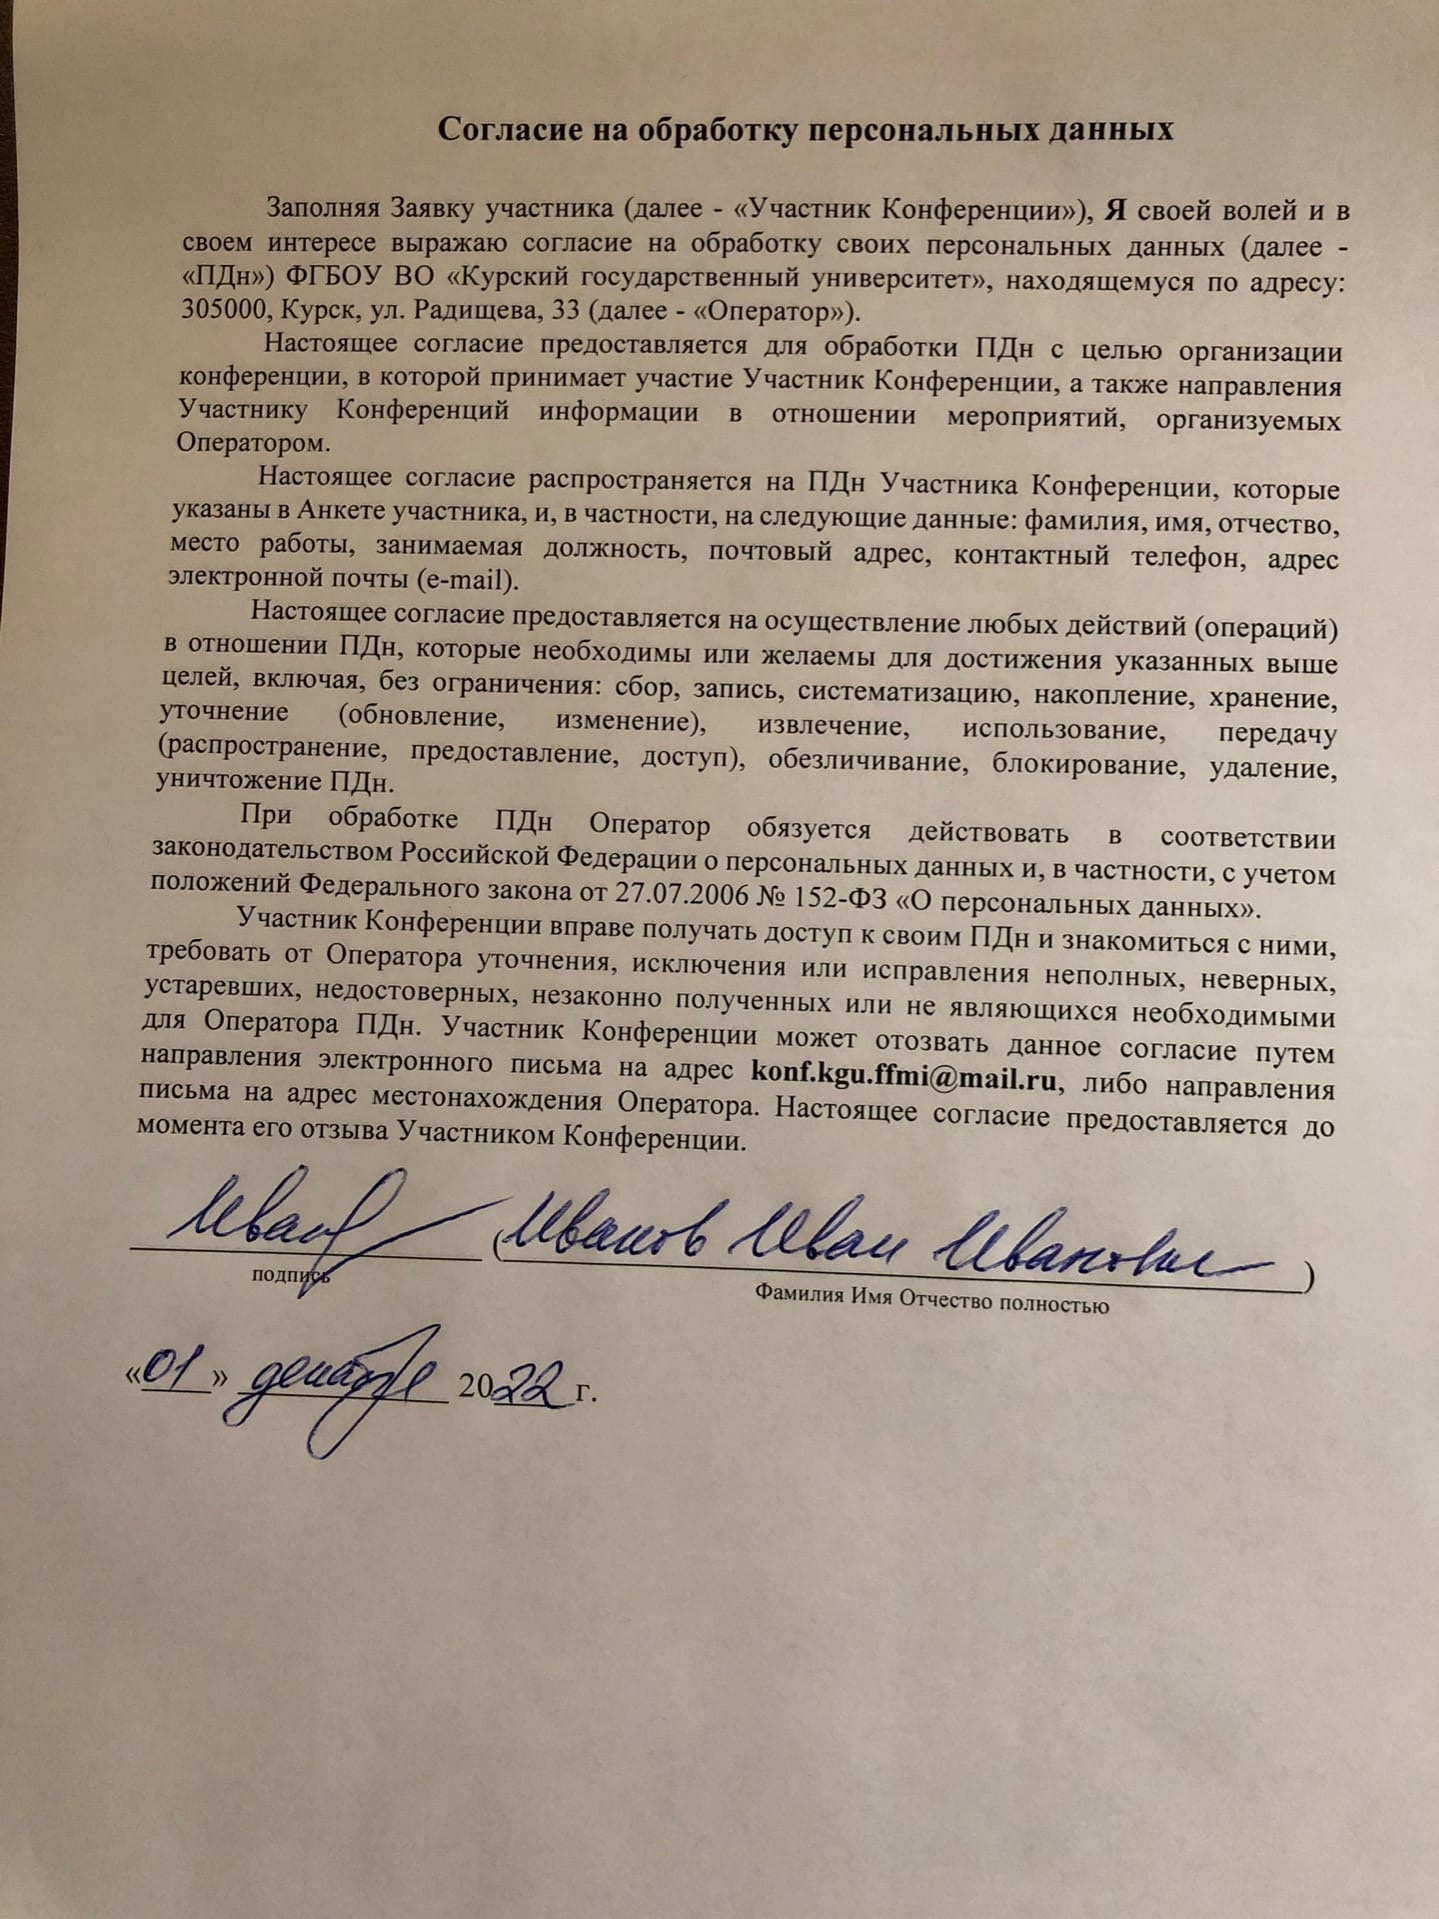 Согласие на обработку персональных данных
Заполняя Заявку участника (далее - «Участник Конференции»), Я своей волей и в
своем интересе выражаю согласие на обработку своих персональных данных (далее -
«ПДн») ФГБОУ ВО «Курский государственный университет», находящемуся по адресу:
305000, Курск, ул. Радищева, 33 (далее - «Оператор»).
Настоящее согласие предоставляется для обработки ПДн с целью организации
конференции, в которой принимает участие Участник Конференции, а также направления
Участнику Конференций информации в отношении мероприятий, организуемых
Оператором.
Настоящее согласие распространяется на ПДн Участника Конференции, которые
указаны в Анкете участника, и, в частности, на следующие данные: фамилия, имя, отчество,
место работы, занимаемая должность, почтовый адрес, контактный телефон, адрес
электронной почты (e-mail).
Настоящее согласие предоставляется на осуществление любых действий (операций)
в отношении ПДн, которые необходимы или желаемы для достижения указанных выше
целей, включая, без ограничения: сбор, запись, систематизацию, накопление, хранение,
уточнение (обновление, изменение), извлечение, использование, передачу
(распространение, предоставление, доступ), обезличивание, блокирование, удаление,
уничтожение ПДн.
При обработке ПДн Оператор обязуется действовать в соответствии
законодательством Российской Федерации о персональных данных и, в частности, с учетом
положений Федерального закона от 27.07.2006 № 152-ФЗ «О персональных данных».
Участник Конференции вправе получать доступ к своим ПДн и знакомиться с ними,
требовать от Оператора уточнения, исключения или исправления неполных, неверных,
устаревших, недостоверных, незаконно полученных или не являющихся необходимыми
для Оператора ПДн. Участник Конференции может отозвать данное согласие путем
направления электронного письма на адрес konf.kgu.ffmi@mail.ru, либо направления
письма на адрес местонахождения Оператора. Настоящее согласие предоставляется до
момента его отзыва Участником Конференции.
(Иванов Иван Иванович)
подпись
Фамилия Имя Отчество полностью
«01» декабря 2022 г.